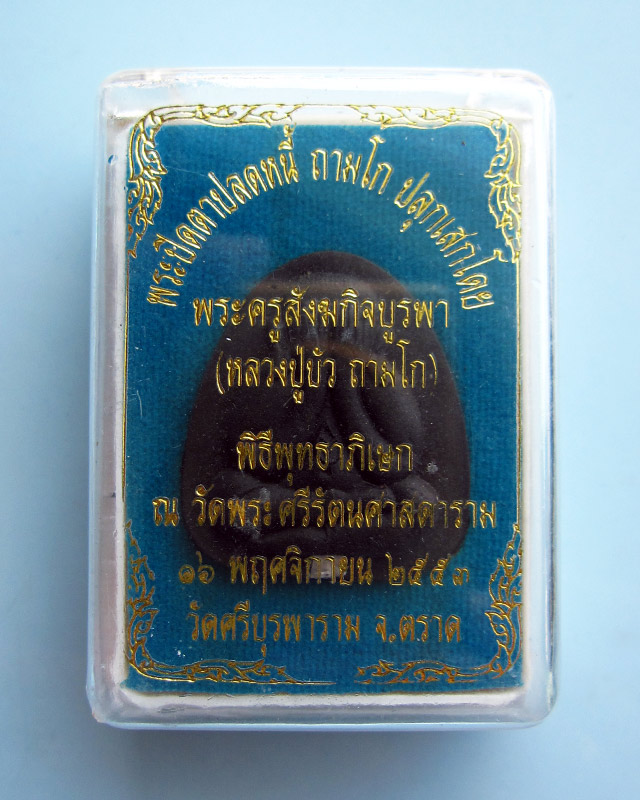 พระปิดตาปลดหนี้ ถามโก ปลุกเสกโดย
พระครูสังฆกิจบูรพา
(หลวงปู่บัว ถามโก)
พิธีพุทธาภิเษก
ณ วัดพระศรีรัตนศาสดาราม
๑๖ พฤศจิกายน ๒๕๕๓
วัดศรีบุรพาราม จ.ตราด